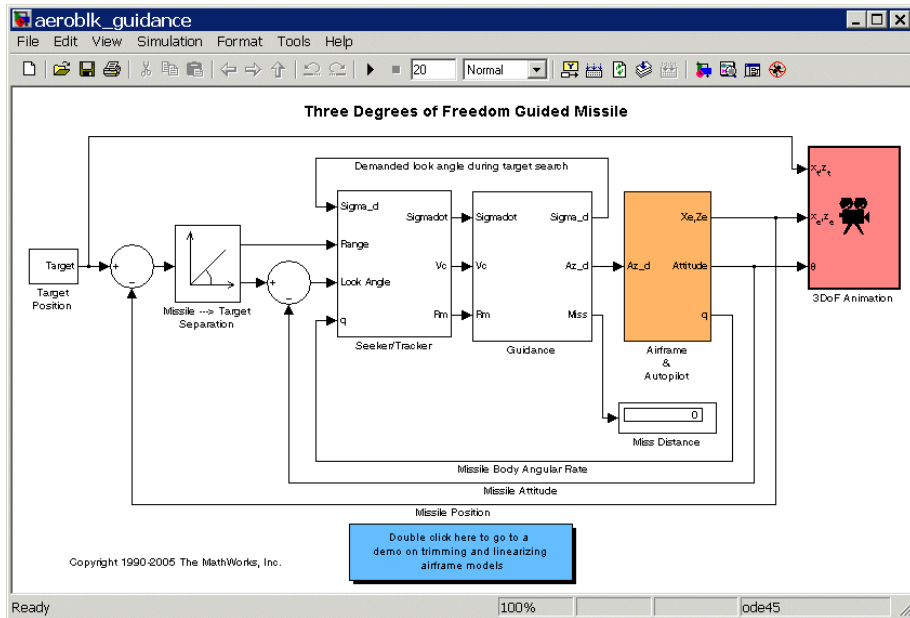 aeroblk_guidance
File Edit View Simulation Format Tools Help
20 Normal
Three Degrees of Freedom Guided Missile
Demanded look angle during target search
Sigma_d
Sigmadot
Range
Vc
Look Angle
q
Rm
Seeker/Tracker
Sigmadot
Sigma_d
Vc
Az_d
Rm
Miss
Guidance
Az_d
Xe,Ze
Attitude
q
Airframe
&
Autopilot
xt,zt
xe,ze
θ
3DoF Animation
Target
Target
Position
+
-
Missile ---> Target
Separation
+
-
0
Miss Distance
Missile Body Angular Rate
Missile Attitude
Missile Position
Double click here to go to a
demo on trimming and linearizing
airframe models
Copyright 1990-2005 The MathWorks, Inc.
Ready 100% ode45